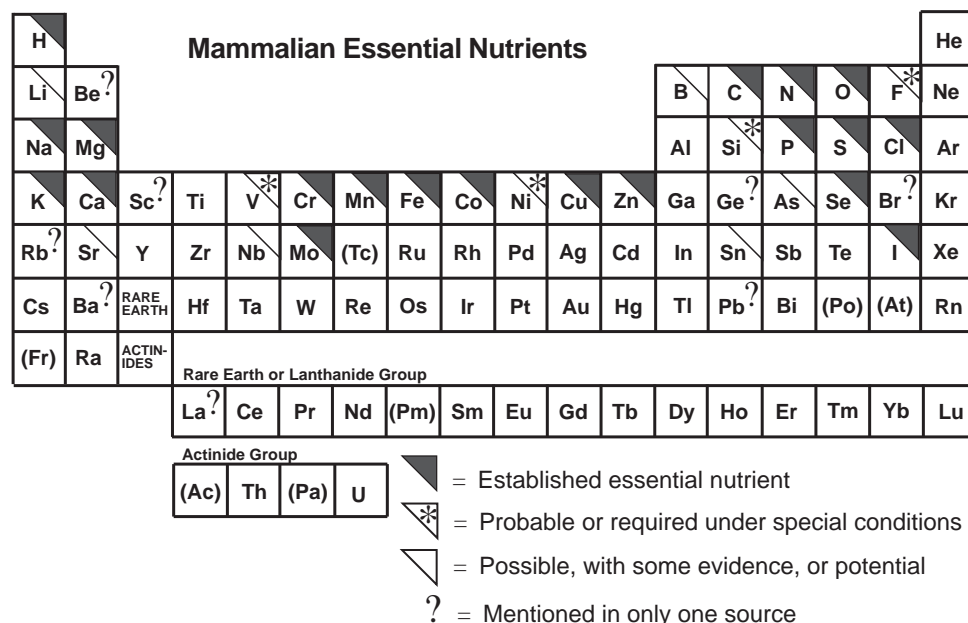 Mammalian Essential Nutrients
H He
Li Be? B C N O F* Ne
Na Mg Al Si* P S Cl Ar
K Ca Sc? Ti V* Cr Mn Fe Co Ni* Cu Zn Ga Ge? As Se Br? Kr
Rb? Sr Y Zr Nb Mo (Tc) Ru Rh Pd Ag Cd In Sn Sb Te I Xe
Cs Ba? RARE EARTH Hf Ta W Re Os Ir Pt Au Hg Tl Pb? Bi (Po) (At) Rn
(Fr) Ra ACTIN-IDES
Rare Earth or Lanthanide Group
La? Ce Pr Nd (Pm) Sm Eu Gd Tb Dy Ho Er Tm Yb Lu
Actinide Group
(Ac) Th (Pa) U
= Established essential nutrient
* = Probable or required under special conditions
= Possible, with some evidence, or potential
? = Mentioned in only one source